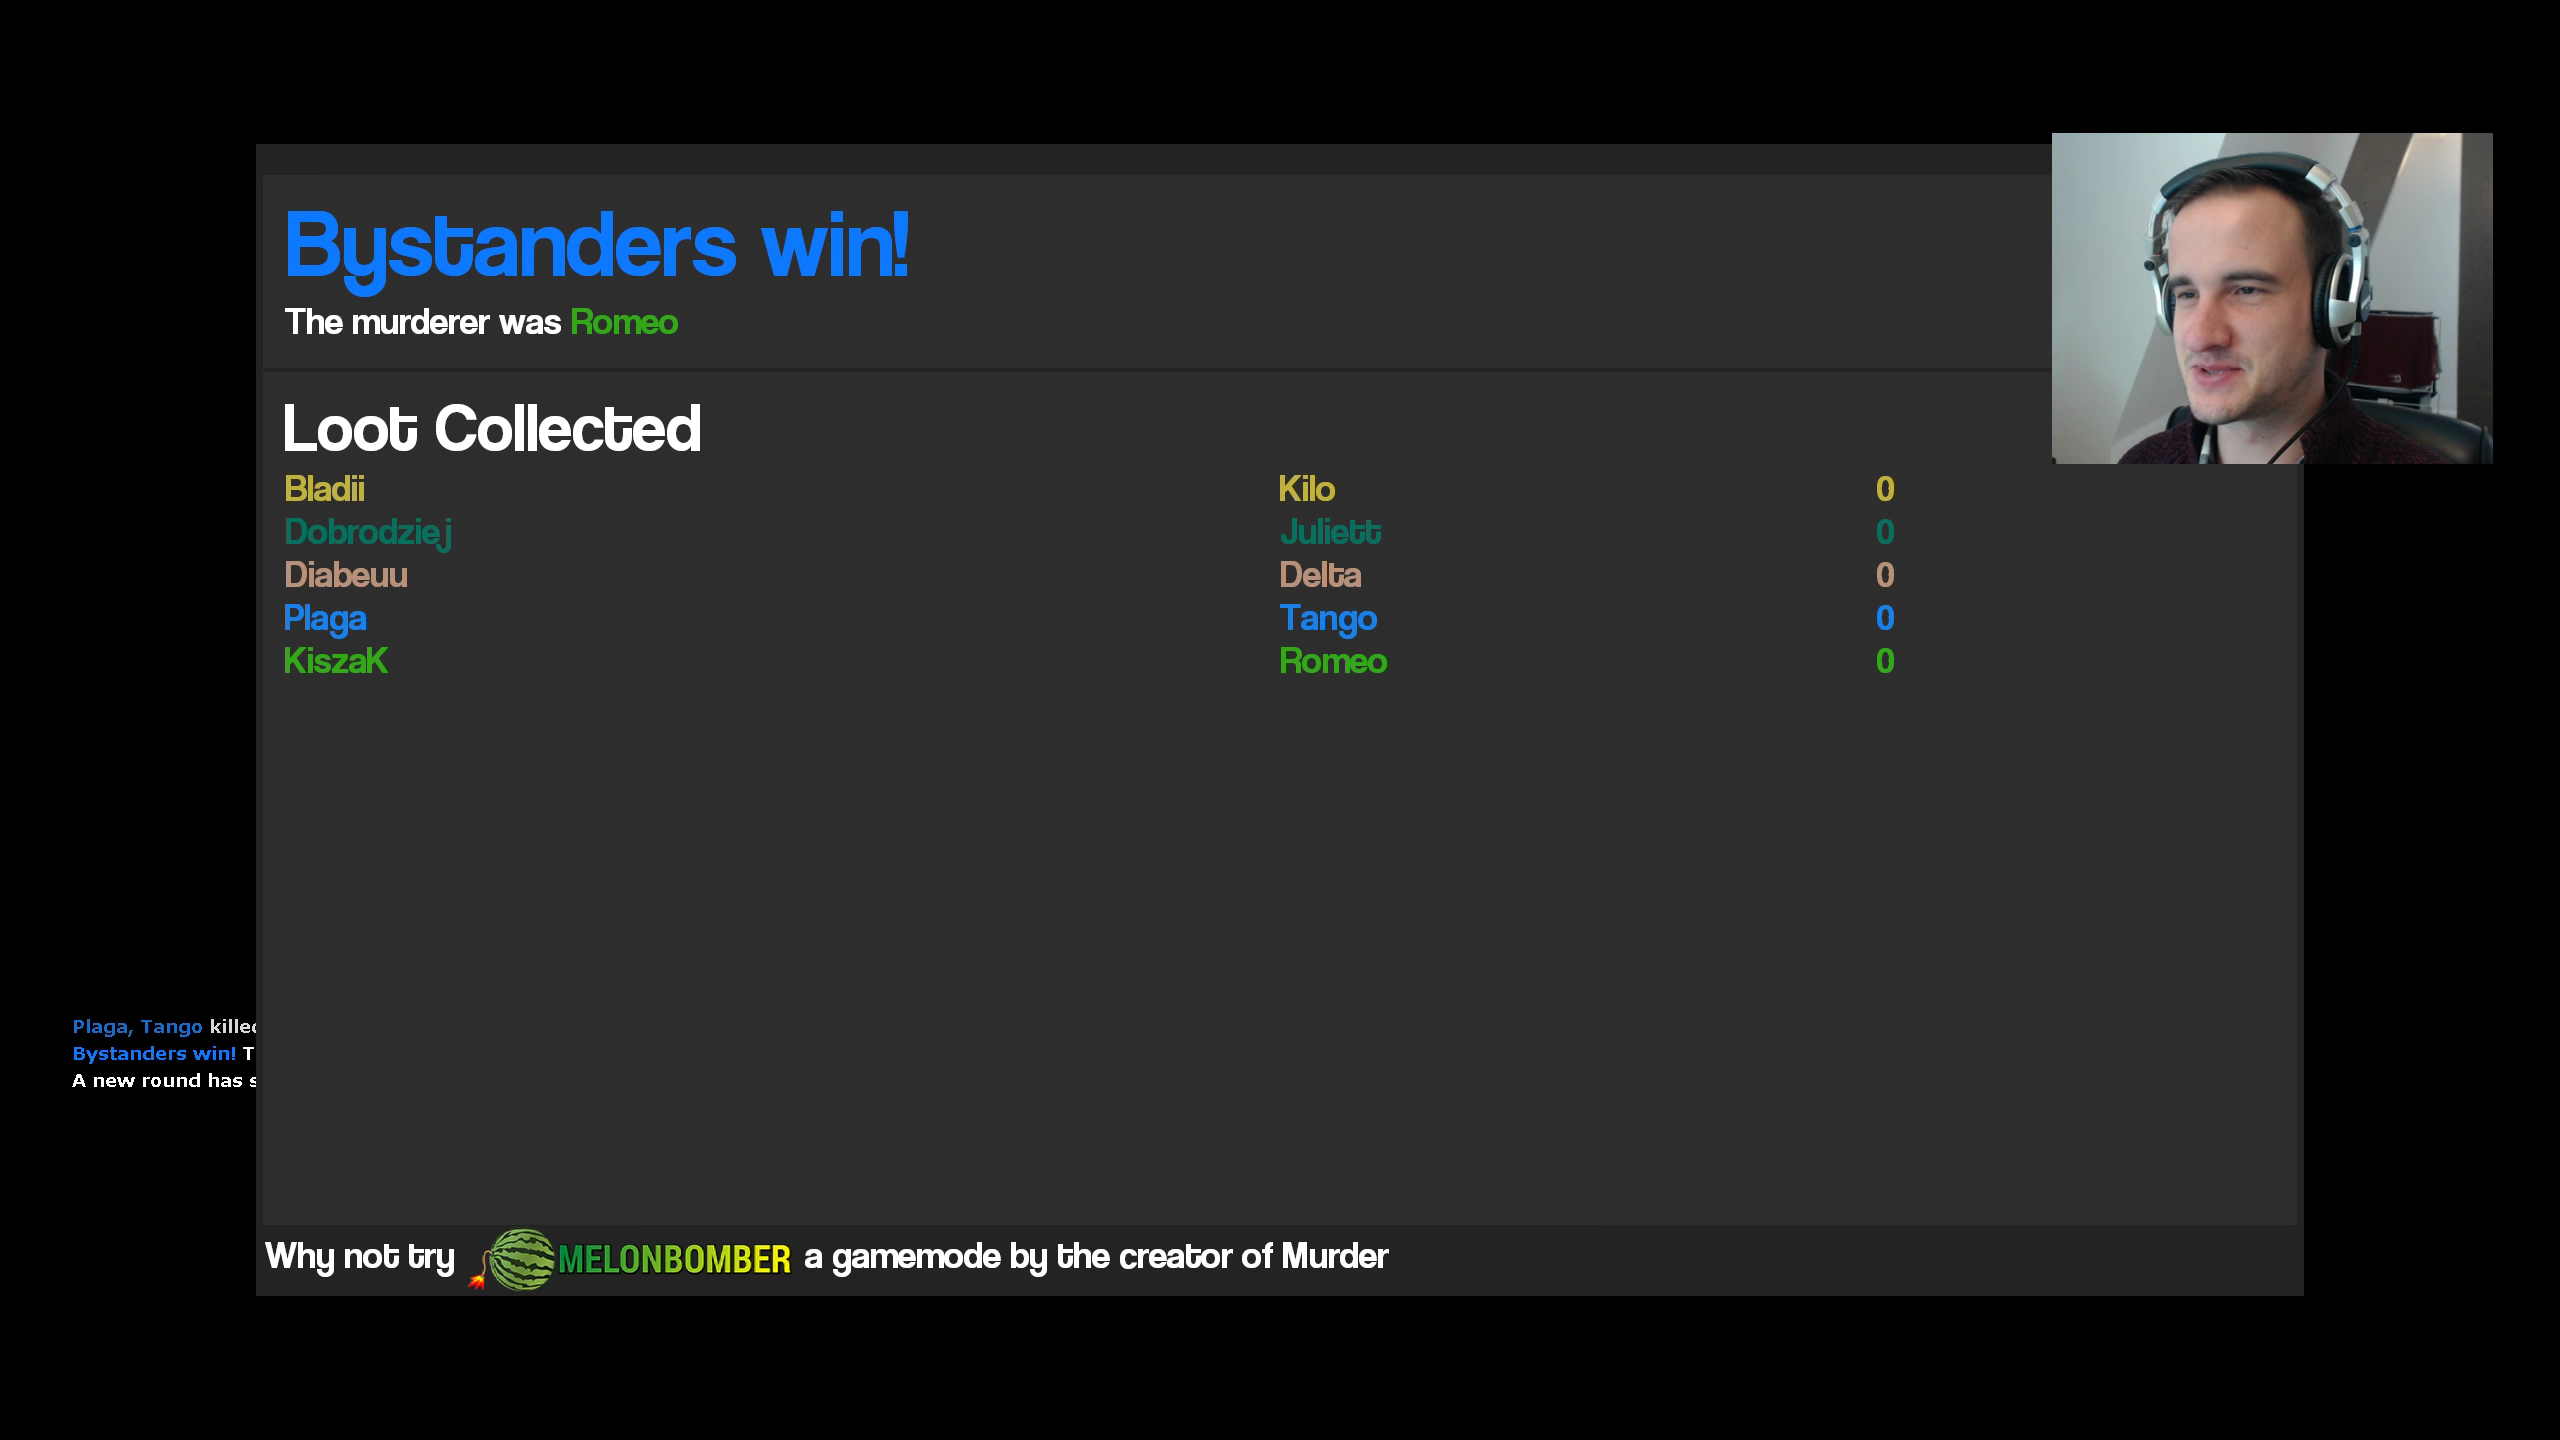 Bystanders win!
The murderer was Romeo
Loot Collected
Bladii Kilo 0
Dobrodziej Juliett 0
Diabeuu Delta 0
Plaga Tango 0
KiszaK Romeo 0
Plaga, Tango killed
Bystanders win! T
A new round has s
Why not try MELONBOMBER a gamemode by the creator of Murder